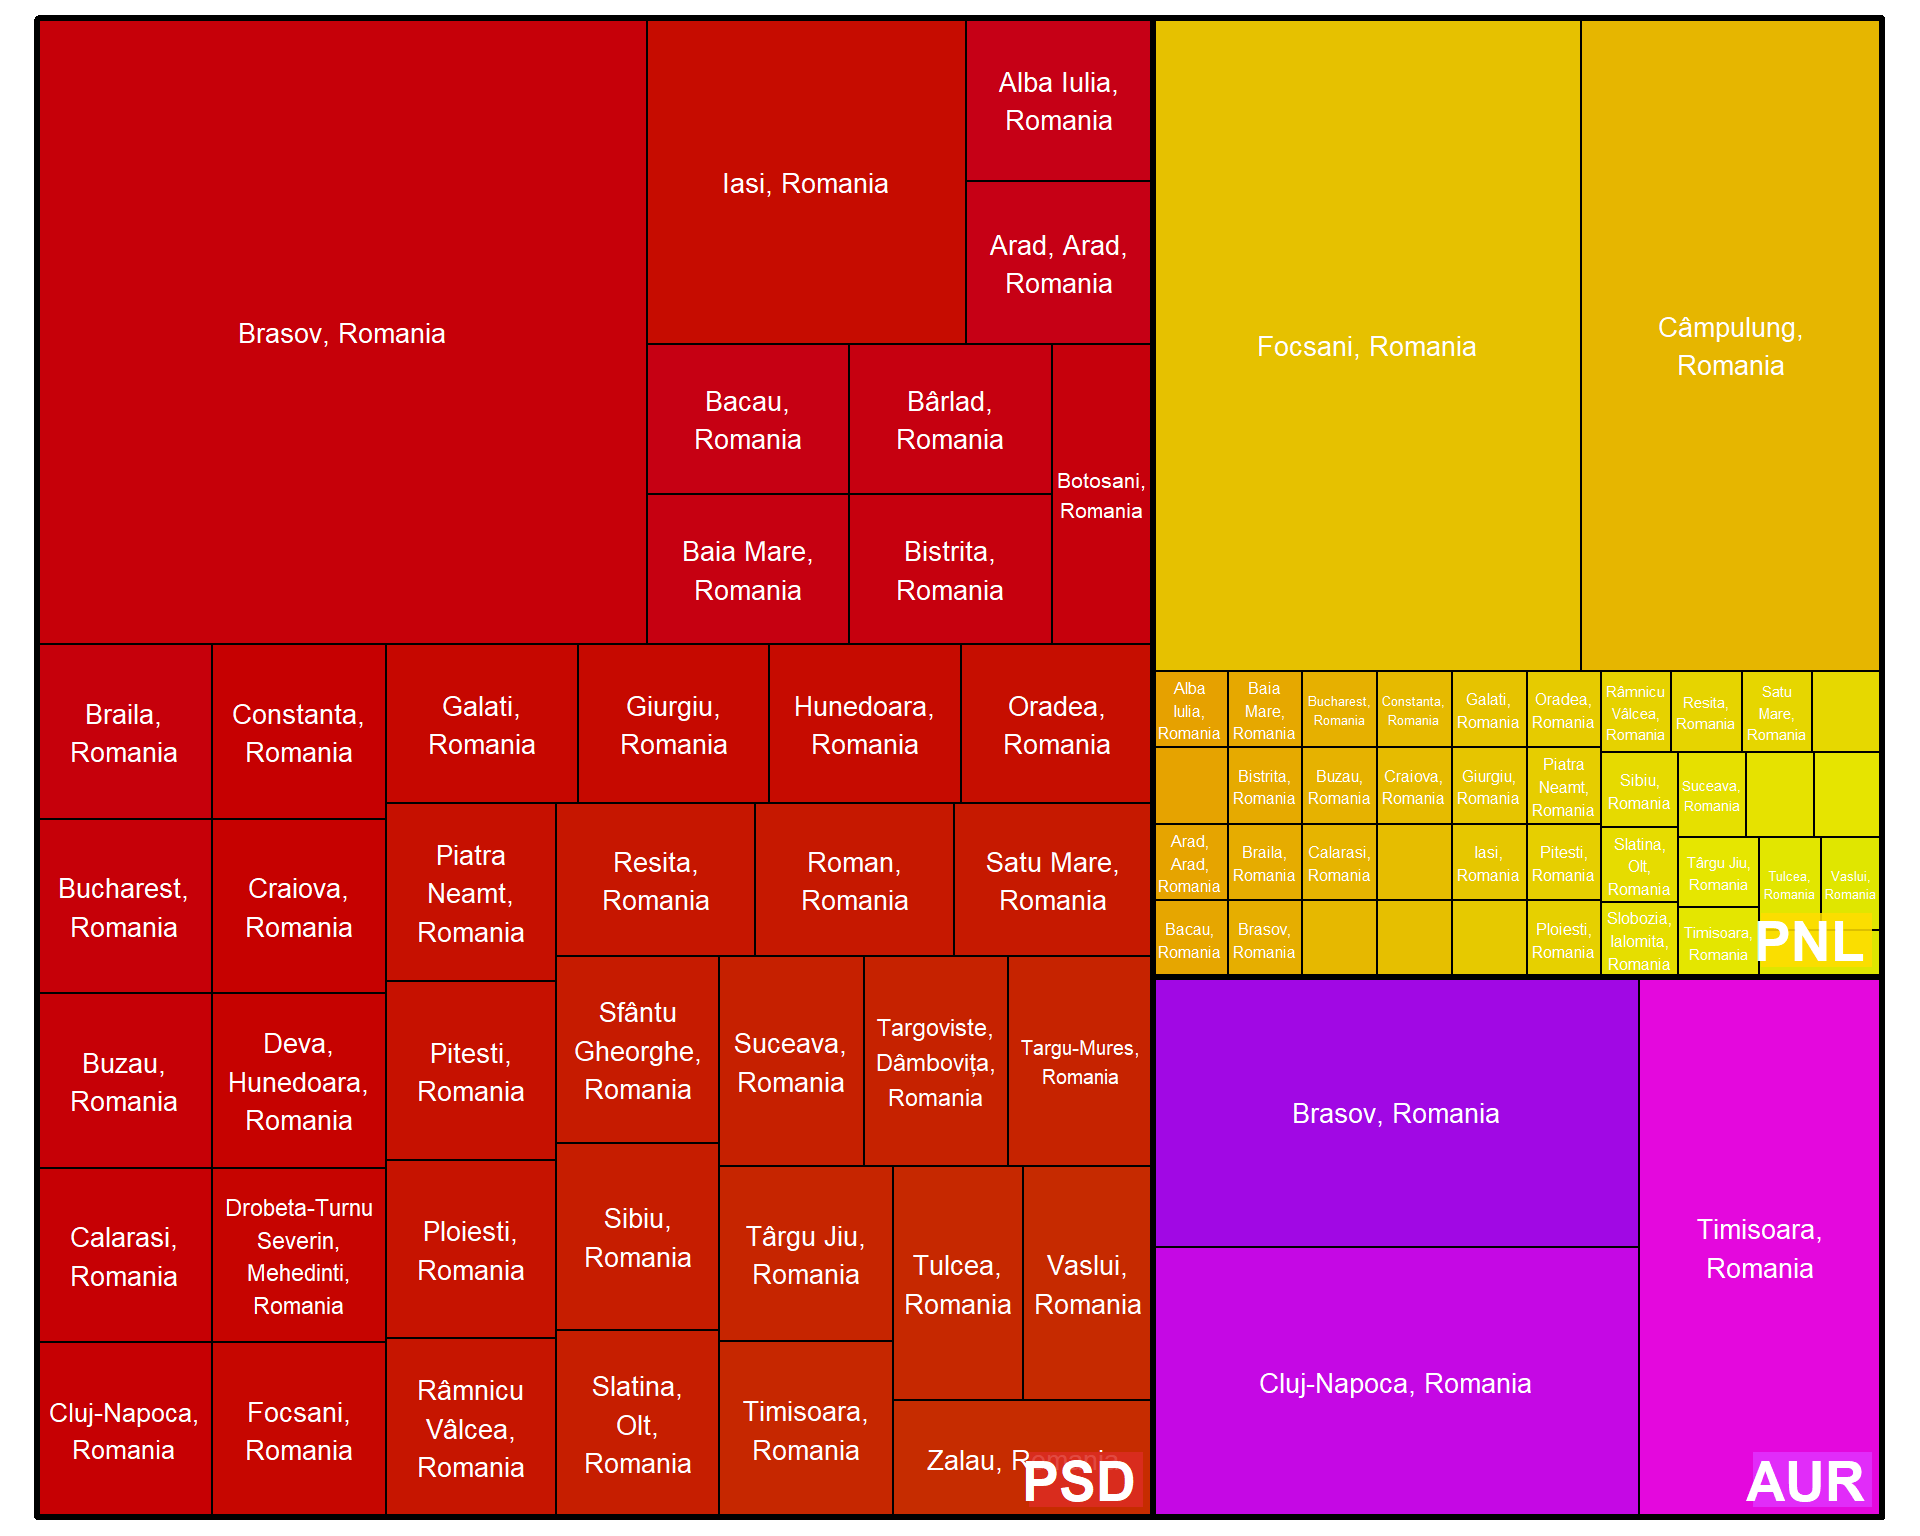 Brasov, Romania
Iasi, Romania
Alba Iulia,
Romania
Arad, Arad,
Romania
Bacau,
Romania
Bârlad,
Romania
Botosani,
Romania
Baia Mare,
Romania
Bistrita,
Romania
Braila,
Romania
Constanta,
Romania
Galati,
Romania
Giurgiu,
Romania
Hunedoara,
Romania
Oradea,
Romania
Bucharest,
Romania
Craiova,
Romania
Piatra
Neamt,
Romania
Resita,
Romania
Roman,
Romania
Satu Mare,
Romania
Buzau,
Romania
Deva,
Hunedoara,
Romania
Pitesti,
Romania
Sfântu
Gheorghe,
Romania
Suceava,
Romania
Targoviste,
Dâmbovița,
Romania
Targu-Mures,
Romania
Calarasi,
Romania
Drobeta-Turnu
Severin,
Mehedinti,
Romania
Ploiesti,
Romania
Sibiu,
Romania
Târgu Jiu,
Romania
Tulcea,
Romania
Vaslui,
Romania
Cluj-Napoca,
Romania
Focsani,
Romania
Râmnicu
Vâlcea,
Romania
Slatina,
Olt,
Romania
Timisoara,
Romania
Zalau, Romania
PSD
Focsani, Romania
Câmpulung,
Romania
Alba
Iulia,
Romania
Baia
Mare,
Romania
Bucharest,
Romania
Constanta,
Romania
Galati,
Romania
Oradea,
Romania
Râmnicu
Vâlcea,
Romania
Resita,
Romania
Satu
Mare,
Romania
Bistrita,
Romania
Buzau,
Romania
Craiova,
Romania
Giurgiu,
Romania
Piatra
Neamt,
Romania
Sibiu,
Romania
Suceava,
Romania
Arad,
Arad,
Romania
Braila,
Romania
Calarasi,
Romania
Iasi,
Romania
Pitesti,
Romania
Slatina,
Olt,
Romania
Târgu Jiu,
Romania
Tulcea,
Romania
Vaslui,
Romania
Bacau,
Romania
Brasov,
Romania
Ploiesti,
Romania
Slobozia,
Ialomita,
Romania
Timisoara,
Romania
PNL
Brasov, Romania
Cluj-Napoca, Romania
Timisoara,
Romania
AUR